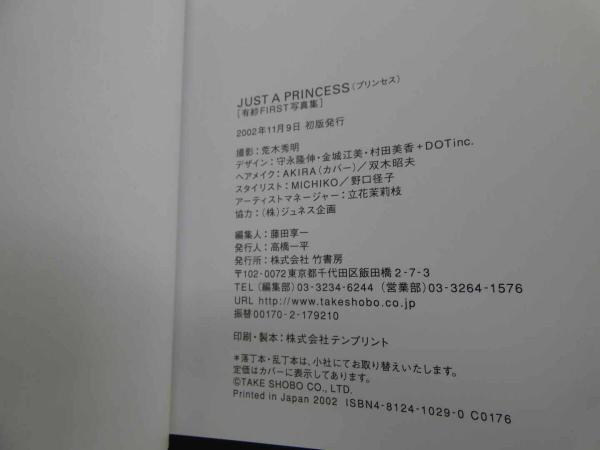 JUST A PRINCESS(プリンセス)
[有紗FIRST写真集]
2002年11月9日 初版発行
撮影:荒木秀明
デザイン:守永隆伸・金城江美・村田美香+DOTinc.
ヘアメイク:AKIRA(カバー)/双木昭夫
スタイリスト:MICHIKO/野口径子
アーティストマネージャー:立花茉莉枝
協力:(株)ジュネス企画
編集人:藤田享一
発行人:高橋一平
発行所:株式会社 竹書房
〒102-0072東京都千代田区飯田橋2-7-3
TEL(編集部)03-3234-6244(営業部)03-3264-1576
URL http://www.takeshobo.co.jp
振替00170-2-179210
印刷・製本:株式会社テンプリント
*落丁本・乱丁本は、小社にてお取り替えいたします。
定価はカバーに表示してあります。
©TAKE SHOBO CO., LTD.
Printed in Japan 2002 ISBN4-8124-1029-0 C0176